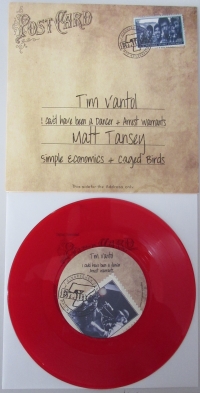 POST CARD
Tim Vantol
I Could Have been a Dancer + Arrest Warrants
Matt Tansey
Simple Economics + Caged Birds
Tim Vantol
I Could Have been a Dancer
Arrest Warrants